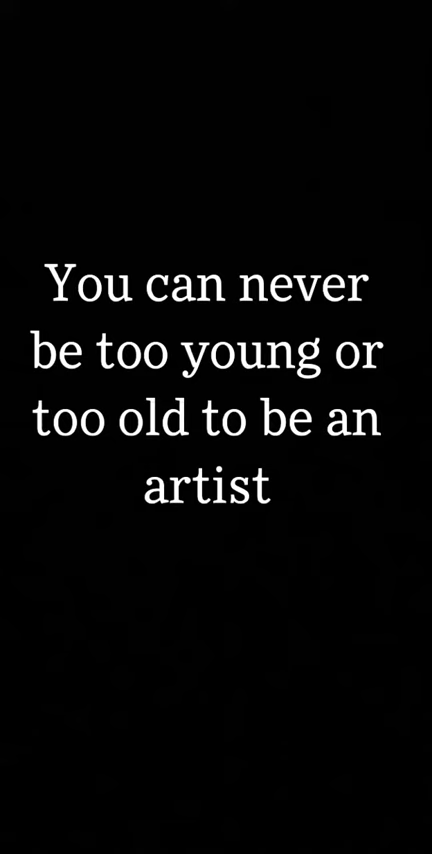 You can never
be too young or
too old to be an
artist